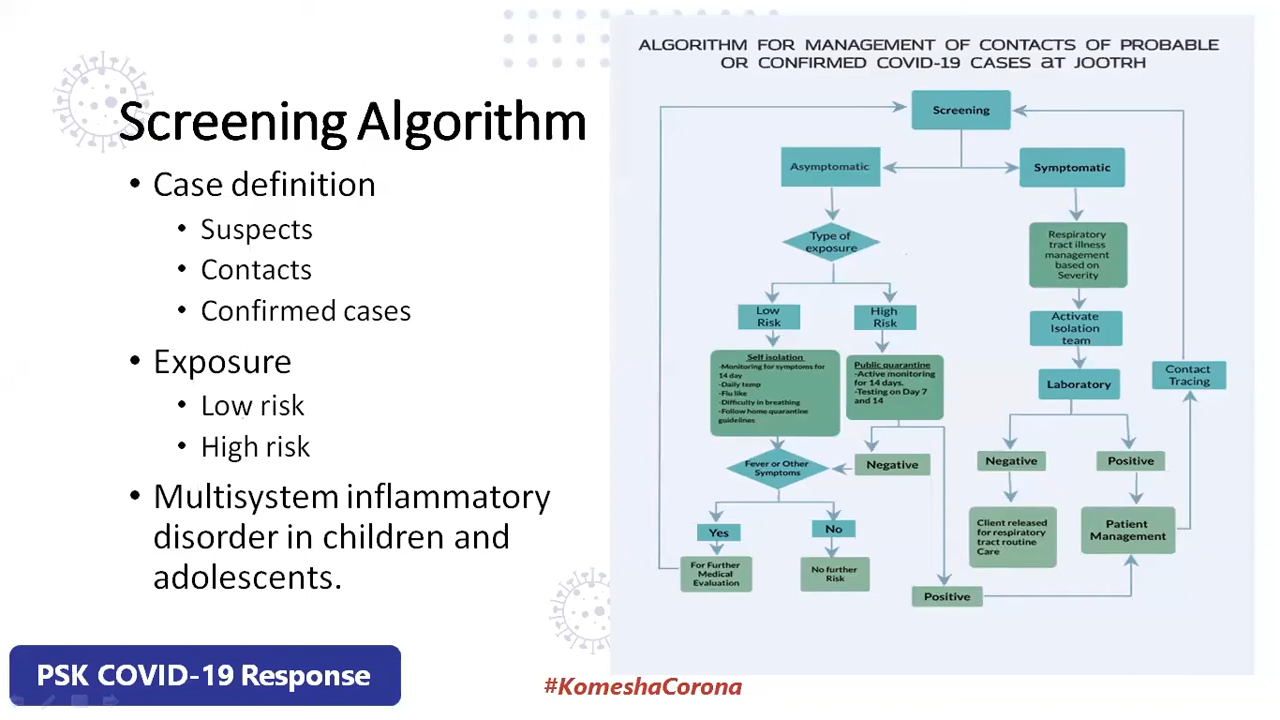 Screening Algorithm
• Case definition
• Suspects
• Contacts
• Confirmed cases
• Exposure
• Low risk
• High risk
• Multisystem inflammatory
disorder in children and
adolescents.
PSK COVID-19 Response
#KomeshaCorona
ALGORITHM FOR MANAGEMENT OF CONTACTS OF PROBABLE
OR CONFIRMED COVID-19 CASES aT JOOTRH
Screening
Asymptomatic
Symptomatic
Type of
exposure
Respiratory
tract illness
management
based on
Severity
Low
Risk
High
Risk
Activate
Isolation
team
Self isolation
-Monitoring for symptoms for
14 day
-Daily temp
-Flu like
-Difficulty in breathing
-Follow home quarantine
guidelines
Public quarantine
-Active monitoring
for 14 days.
-Testing on Day 7
and 14
Laboratory
Contact
Tracing
Fever or Other
Symptoms
Negative
Negative
Positive
Yes
No
Client released
for respiratory
tract routine
Care
Patient
Management
For Further
Medical
Evaluation
No further
Risk
Positive